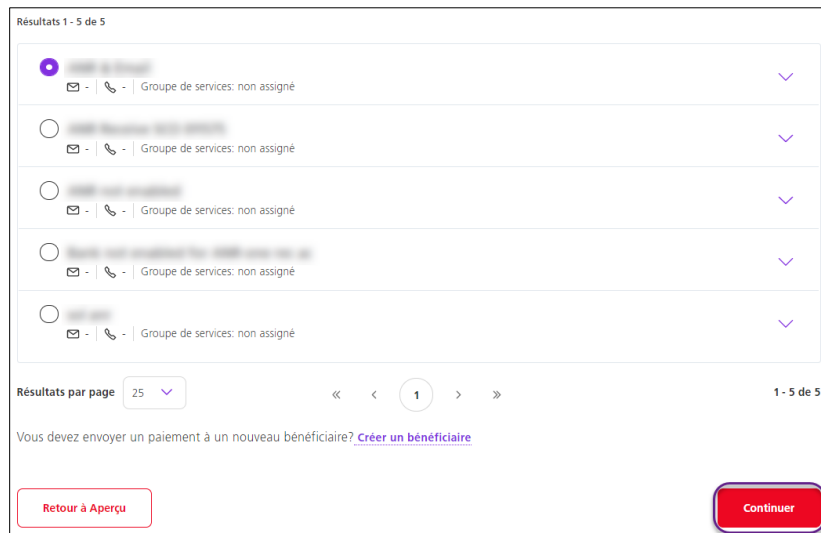 Résultats 1 - 5 de 5
- - Groupe de services: non assigné
- - Groupe de services: non assigné
- - Groupe de services: non assigné
- - Groupe de services: non assigné
- - Groupe de services: non assigné
Résultats par page 25 « < 1 > » 1 - 5 de 5
Vous devez envoyer un paiement à un nouveau bénéficiaire? Créer un bénéficiaire
Retour à Aperçu Continuer